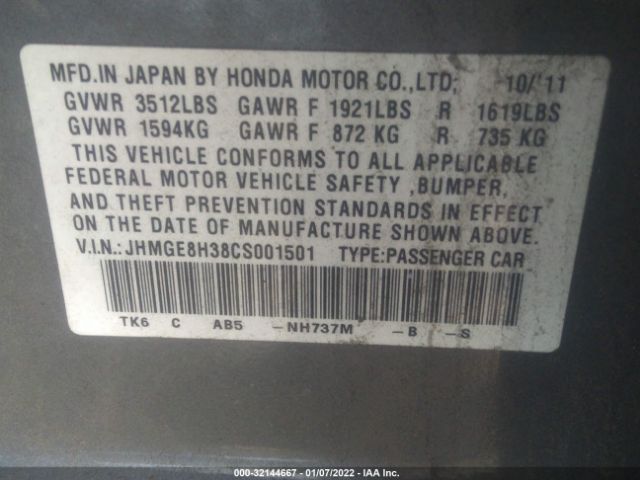 MFD.IN JAPAN BY HONDA MOTOR CO.,LTD; 10/'11
GVWR 3512LBS GAWR F 1921LBS R 1619LBS
GVWR 1594KG GAWR F 872 KG R 735 KG
THIS VEHICLE CONFORMS TO ALL APPLICABLE
FEDERAL MOTOR VEHICLE SAFETY ,BUMPER,
AND THEFT PREVENTION STANDARDS IN EFFECT
ON THE DATE OF MANUFACTURE SHOWN ABOVE.
V.I.N.:JHMGE8H38CS001501 TYPE:PASSENGER CAR
TK6 C AB5 -NH737M -B -S
000-32144667 - 01/07/2022 - IAA Inc.